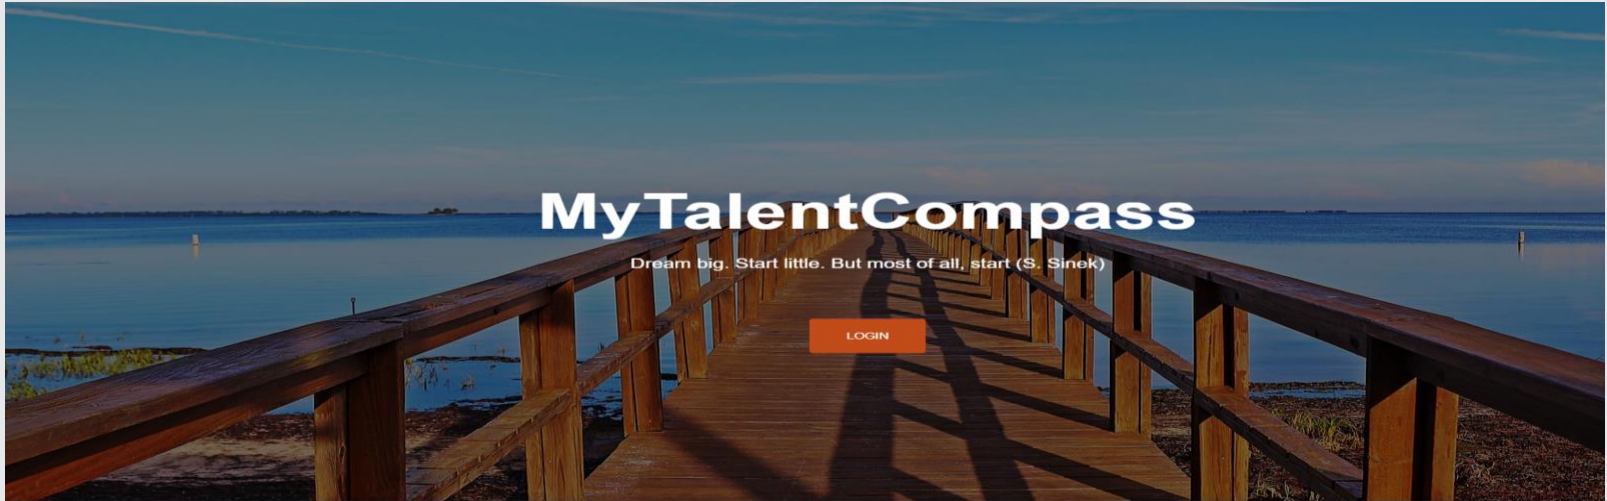 MyTalentCompass
Dream big. Start little. But most of all, start (S. Sinek)
LOGIN